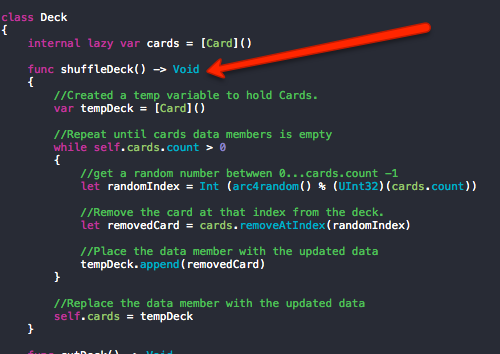 class Deck
{
    internal lazy var cards = [Card]()

    func shuffleDeck() -> Void
    {
        //Created a temp variable to hold Cards.
        var tempDeck = [Card]()

        //Repeat until cards data members is empty
        while self.cards.count > 0
        {
            //get a random number betwwen 0...cards.count -1
            let randomIndex = Int (arc4random() % (UInt32)(cards.count))

            //Remove the card at that index from the deck.
            let removedCard = cards.removeAtIndex(randomIndex)

            //Place the data member with the updated data
            tempDeck.append(removedCard)
        }

        //Replace the data member with the updated data
        self.cards = tempDeck
    }